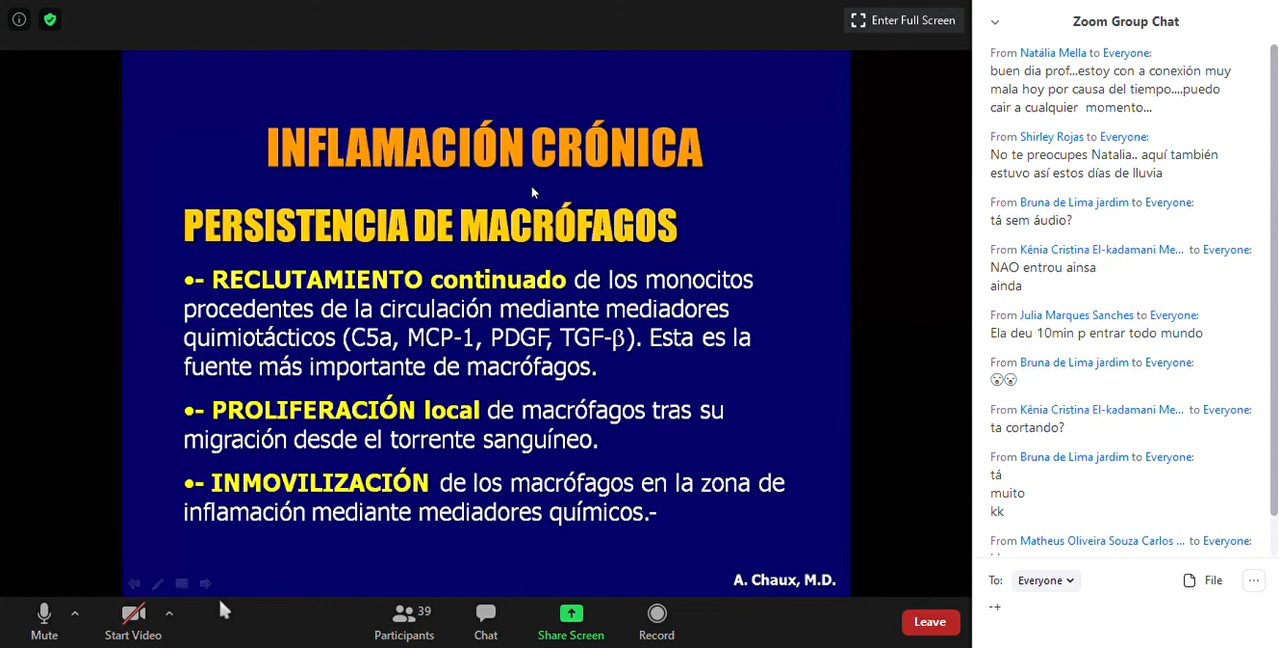 Enter Full Screen
INFLAMACIÓN CRÓNICA
PERSISTENCIA DE MACRÓFAGOS
•- RECLUTAMIENTO continuado de los monocitos
procedentes de la circulación mediante mediadores
quimiotácticos (C5a, MCP-1, PDGF, TGF-β). Esta es la
fuente más importante de macrófagos.
•- PROLIFERACIÓN local de macrófagos tras su
migración desde el torrente sanguíneo.
•- INMOVILIZACIÓN de los macrófagos en la zona de
inflamación mediante mediadores químicos.-
A. Chaux, M.D.
Mute
Start Video
39
Participants
Chat
Share Screen
Record
Leave
Zoom Group Chat
From Natália Mella to Everyone:
buen dia prof...estoy con a conexión muy
mala hoy por causa del tiempo....puedo
cair a cualquier momento...
From Shirley Rojas to Everyone:
No te preocupes Natalia.. aquí también
estuvo así estos días de lluvia
From Bruna de Lima jardim to Everyone:
tá sem áudio?
From Kênia Cristina El-kadamani Me... to Everyone:
NAO entrou ainsa
ainda
From Julia Marques Sanches to Everyone:
Ela deu 10min p entrar todo mundo
From Bruna de Lima jardim to Everyone:
😲😲
From Kênia Cristina El-kadamani Me... to Everyone:
ta cortando?
From Bruna de Lima jardim to Everyone:
tá
muito
kk
From Matheus Oliveira Souza Carlos ... to Everyone:
To: Everyone
File
...
-+